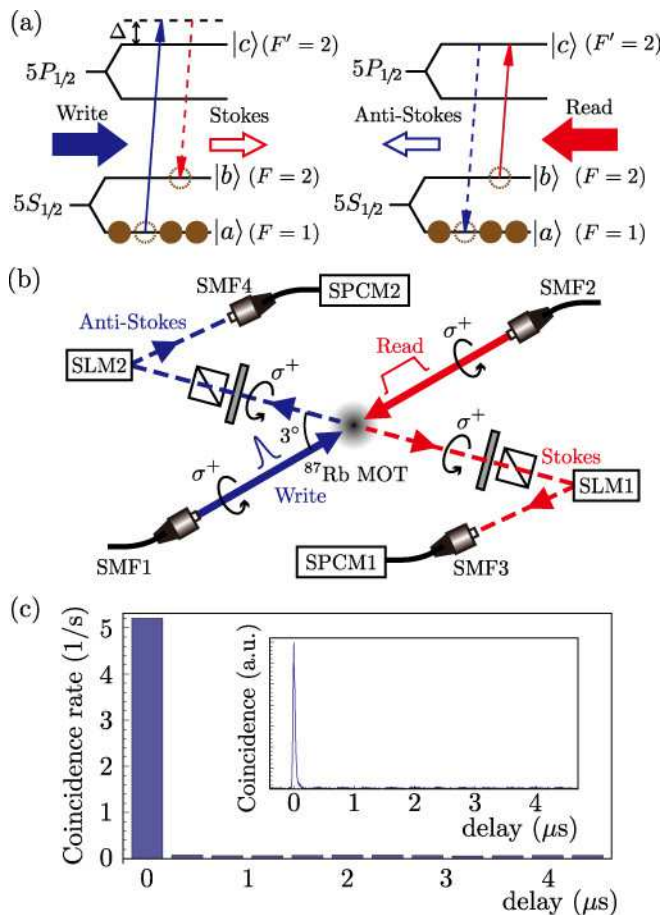 (a)
Δ
|c⟩ (F′ = 2)
5P1/2
Write
Stokes
|b⟩ (F = 2)
5S1/2
|a⟩ (F = 1)
|c⟩ (F′ = 2)
5P1/2
Anti-Stokes
Read
|b⟩ (F = 2)
5S1/2
|a⟩ (F = 1)
(b)
SMF4
SPCM2
SMF2
Anti-Stokes
Read
σ+
SLM2
σ+
σ+
3°
87Rb MOT
Stokes
σ+
Write
SLM1
SMF1
SPCM1
SMF3
(c)
Coincidence rate (1/s)
5
4
3
2
1
0
0 1 2 3 4
delay (μs)
Coincidence (a.u.)
0 1 2 3 4
delay (μs)